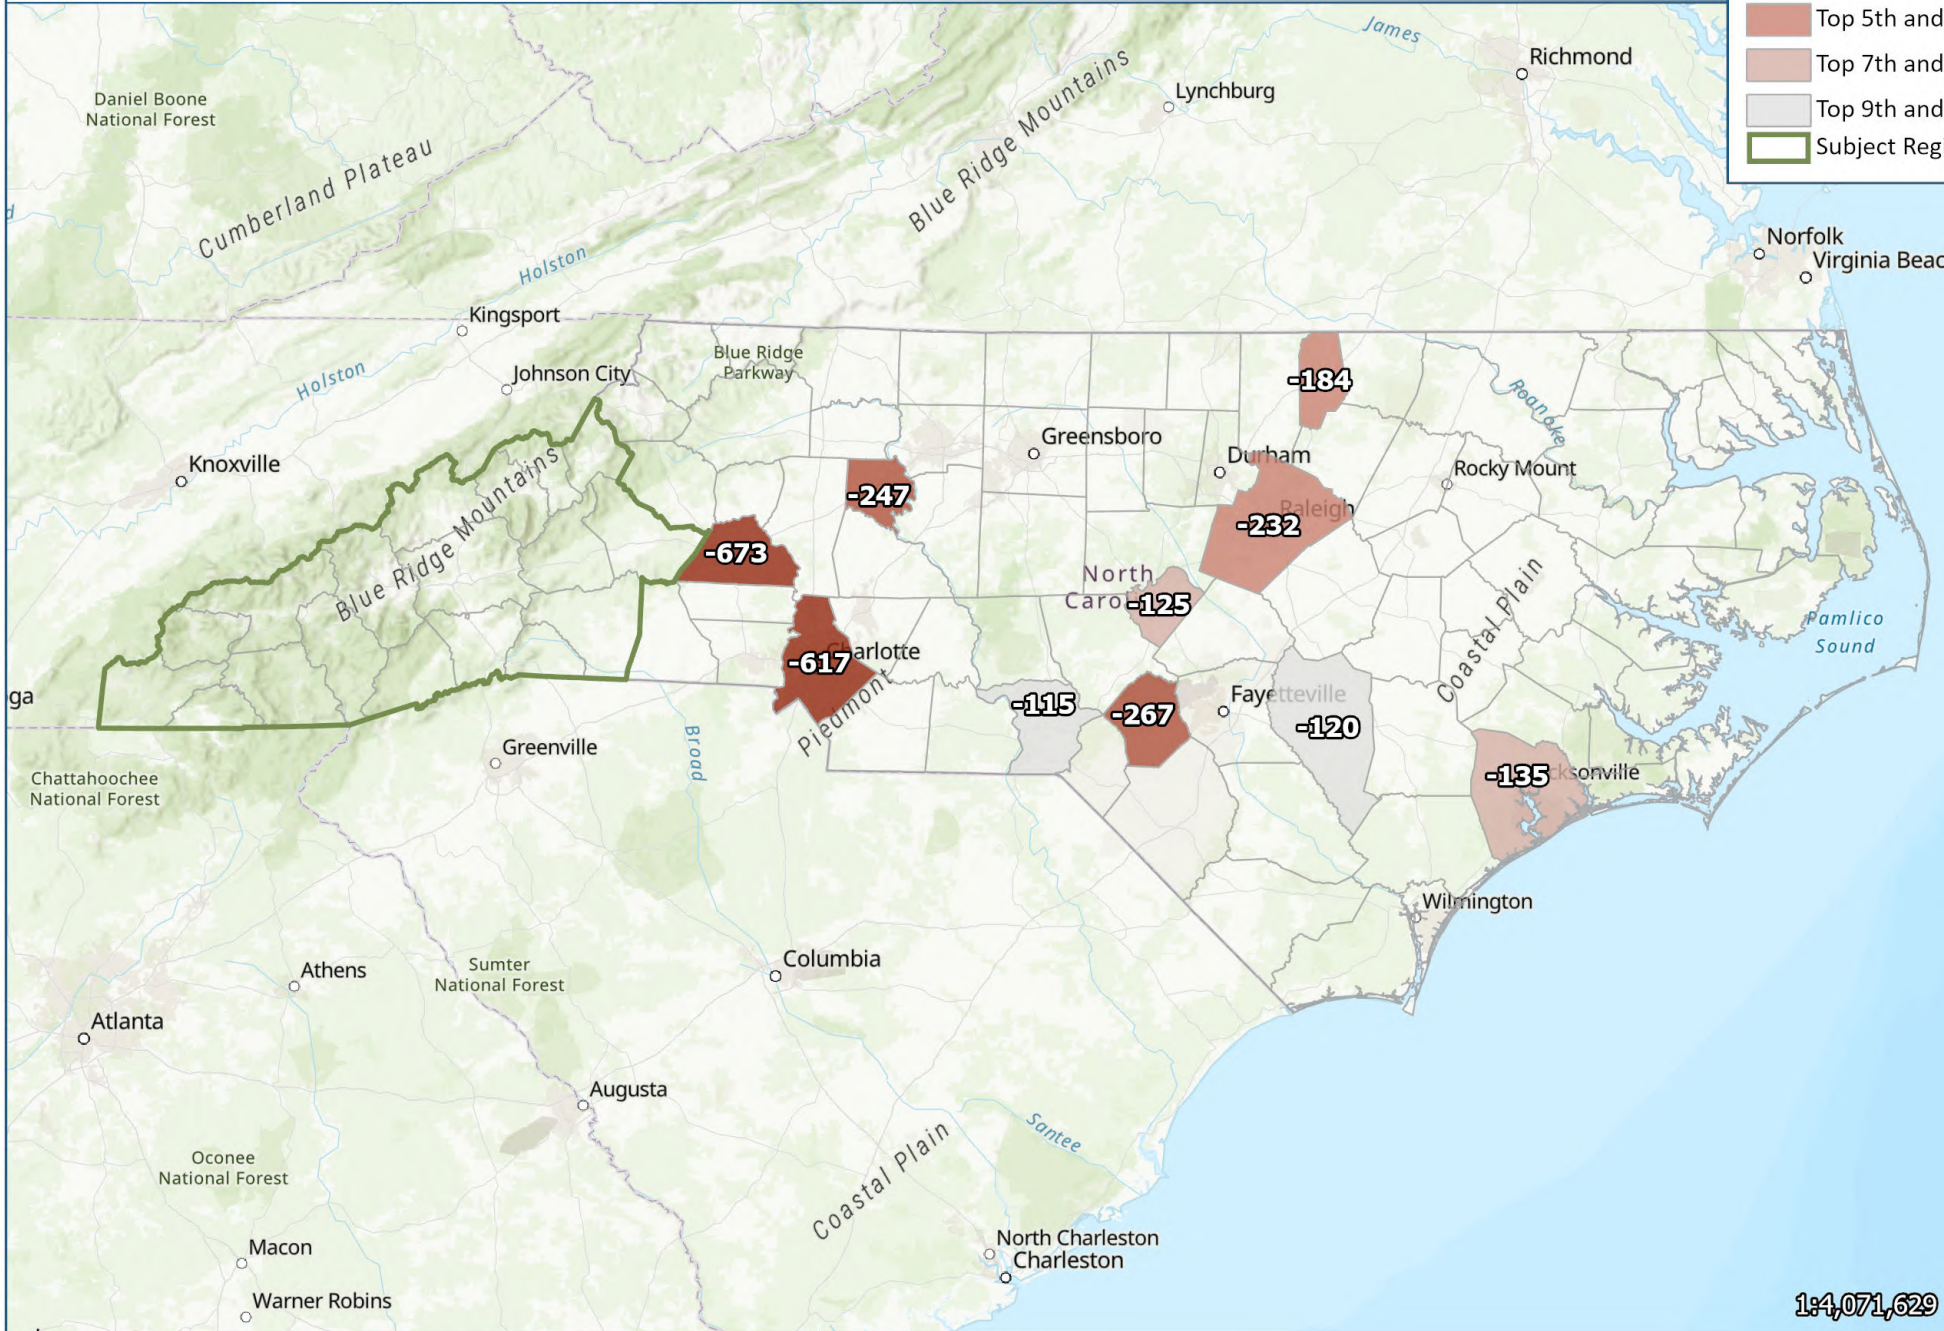 Top 5th and
Top 7th and
Top 9th and
Subject Reg
James
Richmond
Lynchburg
Daniel Boone
National Forest
Blue Ridge Mountains
Cumberland Plateau
Norfolk
Virginia Beac
Holston
Kingsport
Blue Ridge
Parkway
Johnson City
Holston
-184
Roanoke
Greensboro
Durham
Knoxville
Rocky Mount
-247
Raleigh
-232
Blue Ridge Mountains
-673
North
Caro
-125
Coastal Plain
Pamlico
Sound
Charlotte
-617
ga
-115
-267
Fayetteville
-120
Piedmont
Broad
Greenville
-135
cksonville
Chattahoochee
National Forest
Wilmington
Columbia
Sumter
National Forest
Athens
Atlanta
Augusta
Santee
Coastal Plain
Oconee
National Forest
North Charleston
Charleston
Macon
Warner Robins
1:4,071,629